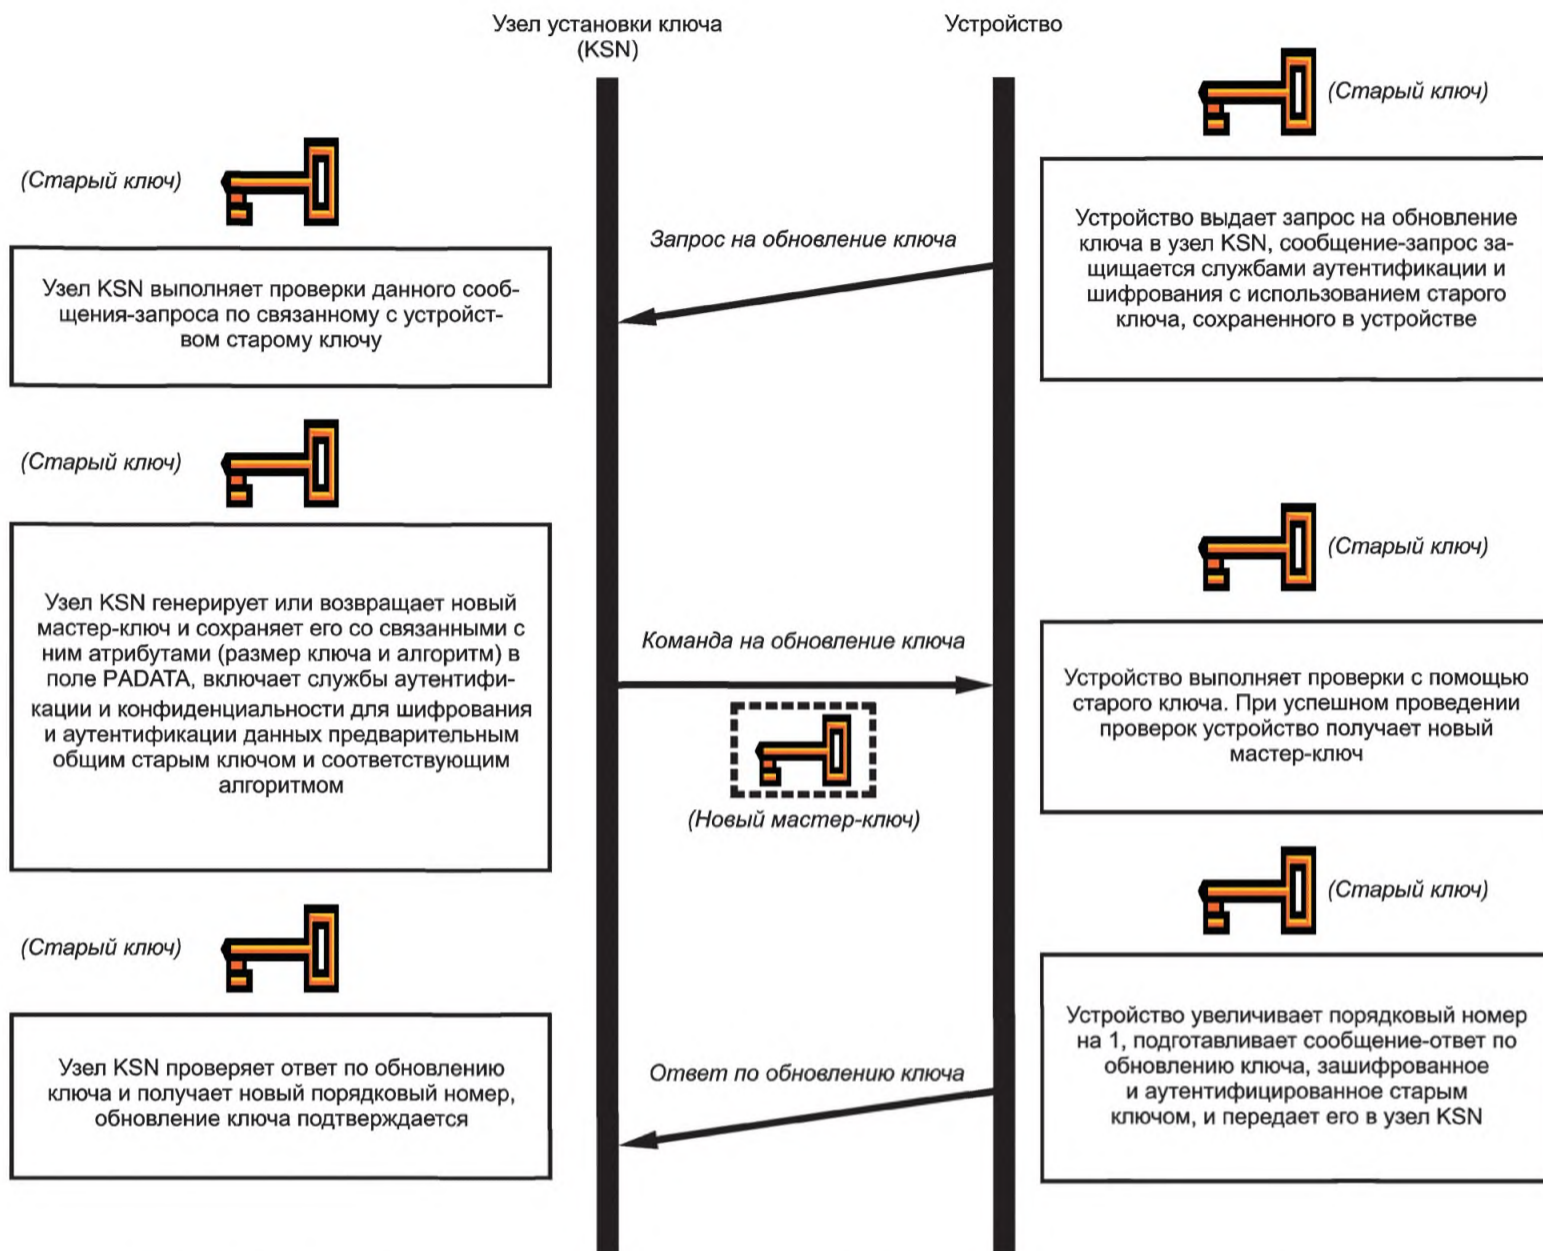 Узел установки ключа
(KSN)
Устройство
(Старый ключ)
(Старый ключ)
Устройство выдает запрос на обновление
ключа в узел KSN, сообщение-запрос за-
щищается службами аутентификации и
шифрования с использованием старого
ключа, сохраненного в устройстве
Запрос на обновление ключа
Узел KSN выполняет проверки данного сооб-
щения-запроса по связанному с устройст-
вом старому ключу
(Старый ключ)
Узел KSN генерирует или возвращает новый
мастер-ключ и сохраняет его со связанными с
ним атрибутами (размер ключа и алгоритм) в
поле PADATA, включает службы аутентифи-
кации и конфиденциальности для шифрования
и аутентификации данных предварительным
общим старым ключом и соответствующим
алгоритмом
Команда на обновление ключа
(Новый мастер-ключ)
(Старый ключ)
Устройство выполняет проверки с помощью
старого ключа. При успешном проведении
проверок устройство получает новый
мастер-ключ
(Старый ключ)
Устройство увеличивает порядковый номер
на 1, подготавливает сообщение-ответ по
обновлению ключа, зашифрованное
и аутентифицированное старым
ключом, и передает его в узел KSN
Ответ по обновлению ключа
(Старый ключ)
Узел KSN проверяет ответ по обновлению
ключа и получает новый порядковый номер,
обновление ключа подтверждается